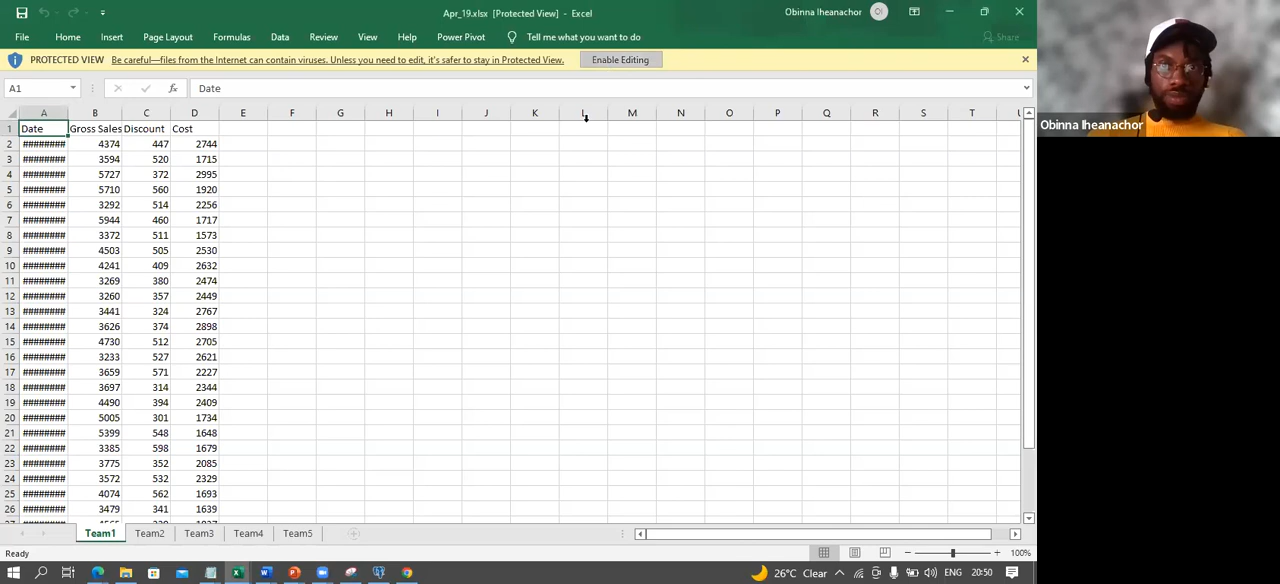 Apr_19.xlsx [Protected View] - Excel
Obinna Iheanachor
OI
File Home Insert Page Layout Formulas Data Review View Help Power Pivot Tell me what you want to do Share
PROTECTED VIEW Be careful—files from the Internet can contain viruses. Unless you need to edit, it's safer to stay in Protected View. Enable Editing
A1 fx Date
A B C D E F G H I J K L M N O P Q R S T U
1 Date Gross Sales Discount Cost
2 ######## 4374 447 2744
3 ######## 3594 520 1715
4 ######## 5727 372 2995
5 ######## 5710 560 1920
6 ######## 3292 514 2256
7 ######## 5944 460 1717
8 ######## 3372 511 1573
9 ######## 4503 505 2530
10 ######## 4241 409 2632
11 ######## 3269 380 2474
12 ######## 3260 357 2449
13 ######## 3441 324 2767
14 ######## 3626 374 2898
15 ######## 4730 512 2705
16 ######## 3233 527 2621
17 ######## 3659 571 2227
18 ######## 3697 314 2344
19 ######## 4490 394 2409
20 ######## 5005 301 1734
21 ######## 5399 548 1648
22 ######## 3385 598 1679
23 ######## 3775 352 2085
24 ######## 3572 532 2329
25 ######## 4074 562 1693
26 ######## 3479 341 1639
Team1 Team2 Team3 Team4 Team5
Ready
100%
26°C Clear ENG 20:50
Obinna Iheanachor